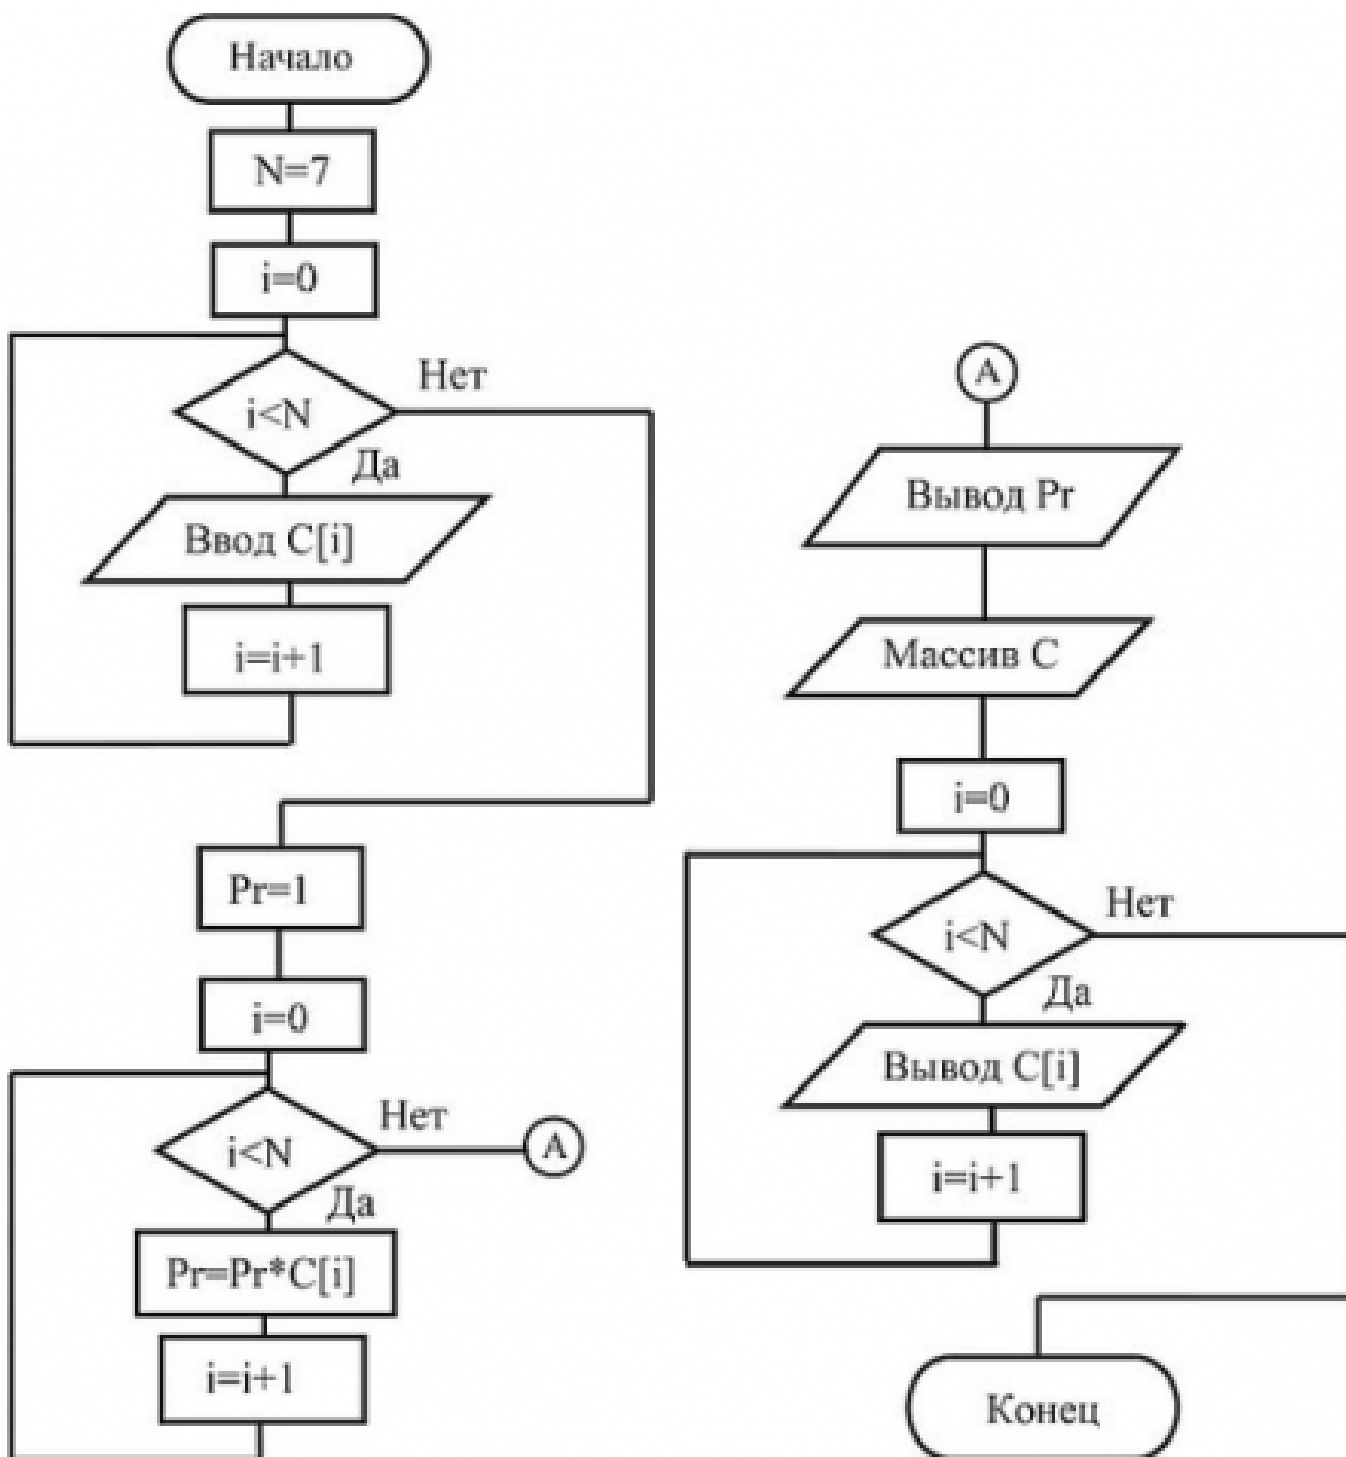 Начало
N=7
i=0
i<N
Нет
Да
Ввод C[i]
i=i+1
Pr=1
i=0
i<N
Нет
A
Да
Pr=Pr*C[i]
i=i+1
A
Вывод Pr
Массив C
i=0
i<N
Нет
Да
Вывод C[i]
i=i+1
Конец